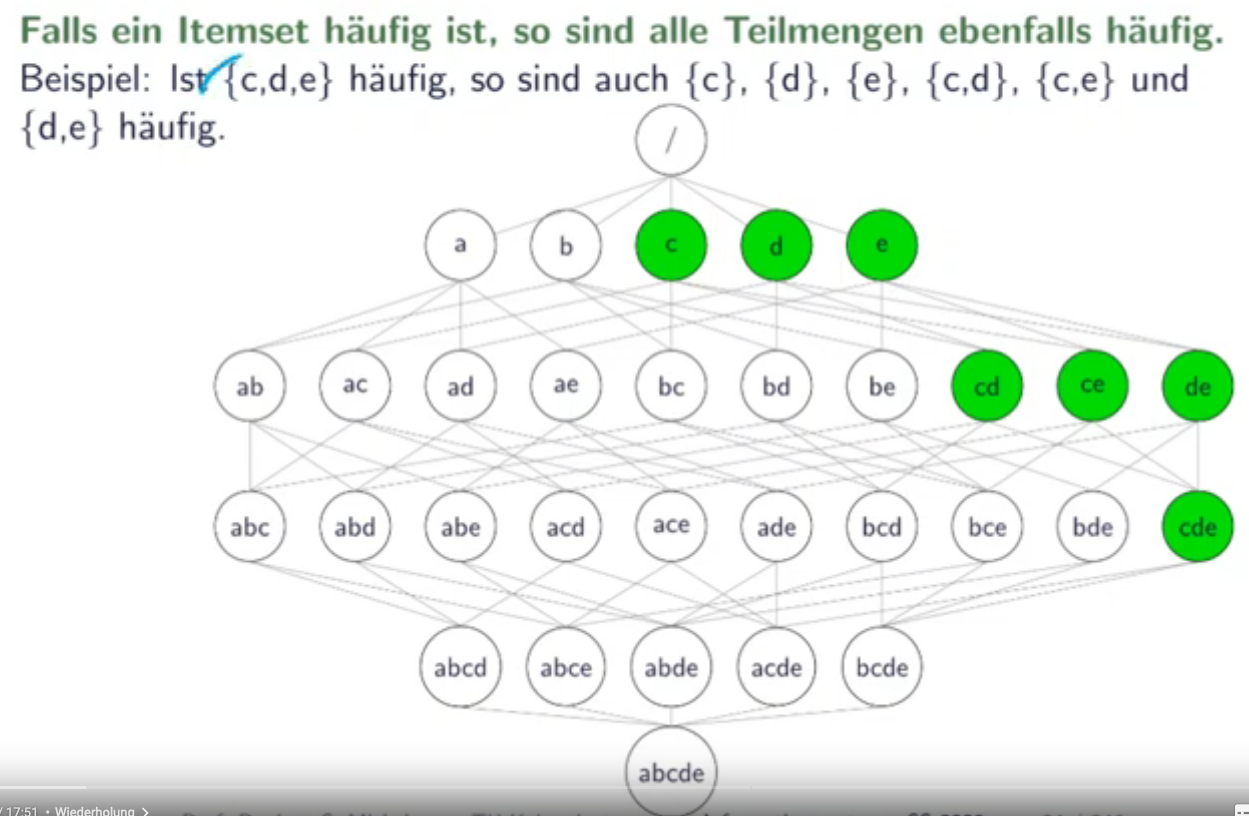 Falls ein Itemset häufig ist, so sind alle Teilmengen ebenfalls häufig.
Beispiel: Ist {c,d,e} häufig, so sind auch {c}, {d}, {e}, {c,d}, {c,e} und
{d,e} häufig.
/
a b c d e
ab ac ad ae bc bd be cd ce de
abc abd abe acd ace ade bcd bce bde cde
abcd abce abde acde bcde
abcde
/ 17:51 • Wiederholung >